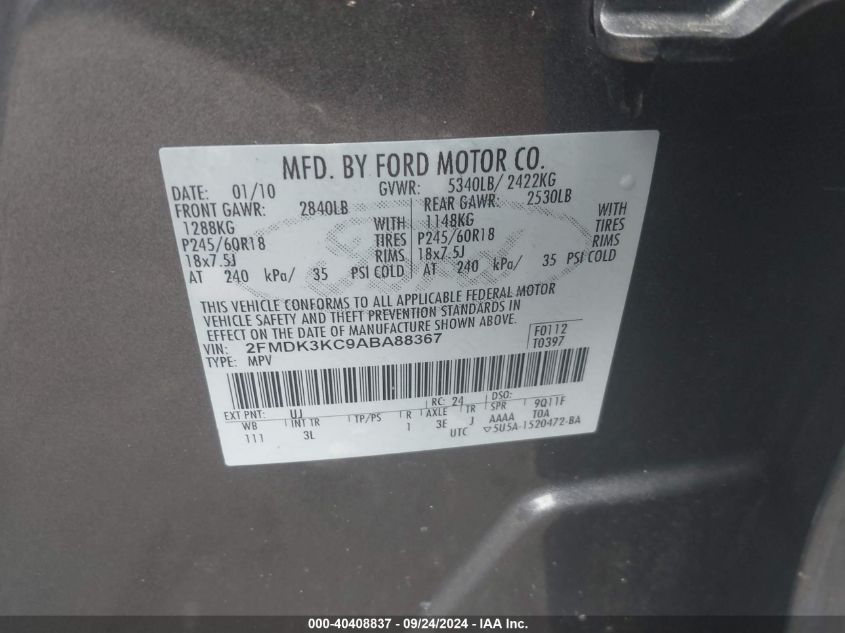 MFD. BY FORD MOTOR CO.
DATE: 01/10 GVWR: 5340LB/ 2422KG
FRONT GAWR: 2840LB REAR GAWR: 2530LB
1288KG WITH 1148KG WITH
P245/60R18 TIRES P245/60R18 TIRES
18x7.5J RIMS 18x7.5J RIMS
AT 240 kPa/ 35 PSI COLD AT 240 kPa/ 35 PSI COLD
THIS VEHICLE CONFORMS TO ALL APPLICABLE FEDERAL MOTOR
VEHICLE SAFETY AND THEFT PREVENTION STANDARDS IN
EFFECT ON THE DATE OF MANUFACTURE SHOWN ABOVE.
VIN: 2FMDK3KC9ABA88367 F0112
TYPE: MPV T0397
EXT PNT: UJ RC: 24 DSO: 9Q11F
WB INT TR TP/PS R AXLE TR SPR T0A
111 3L 1 3E J AAAA
UTC ▽5U5A-1520472-BA
000-40408837 - 09/24/2024 - IAA Inc.